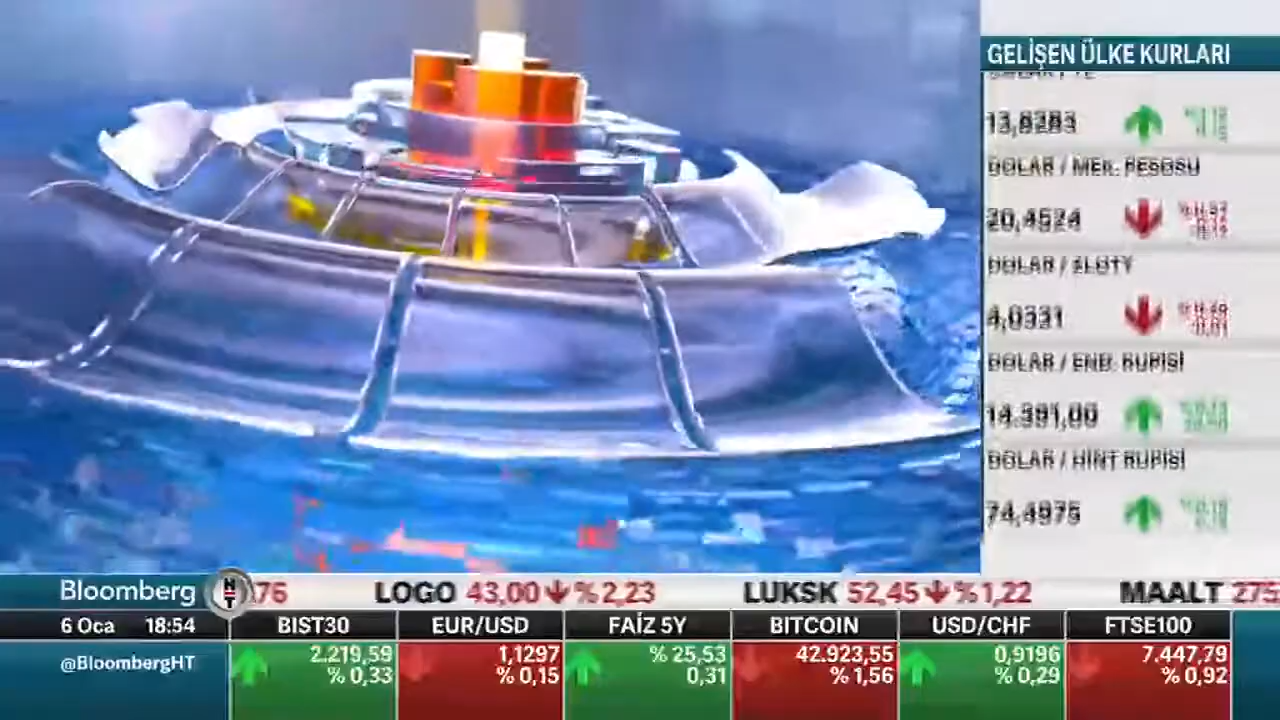 GELİŞEN ÜLKE KURLARI
13,8283
DOLAR / MEK. PESOSU
20,4524
DOLAR / ZLOTY
4,0331
DOLAR / END. RUPİSİ
14.391,00
DOLAR / HİNT RUPİSİ
74,4975
Bloomberg HT 76 LOGO 43,00 %2,23 LUKSK 52,45 %1,22 MAALT 275
6 Oca 18:54 BIST30 EUR/USD FAİZ 5Y BITCOIN USD/CHF FTSE100
@BloombergHT 2.219,59 1,1297 % 25,53 42.923,55 0,9196 7.447,79
% 0,33 % 0,15 0,31 % 1,56 % 0,29 % 0,92